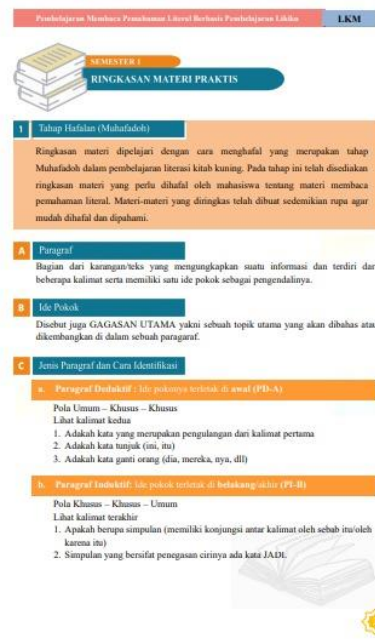 Pembelajaran Membaca Pemahaman Literal Berbasis Pembelajaran Likika
LKM
SEMESTER 1
RINGKASAN MATERI PRAKTIS
1 Tahap Hafalan (Muhafadoh)
Ringkasan materi dipelajari dengan cara menghafal yang merupakan tahap
Muhafadoh dalam pembelajaran literasi kitab kuning. Pada tahap ini telah disediakan
ringkasan materi yang perlu dihafal oleh mahasiswa tentang materi membaca
pemahaman literal. Materi-materi yang diringkas telah dibuat sedemikian rupa agar
mudah dihafal dan dipahami.
A Paragraf
Bagian dari karangan/teks yang mengungkapkan suatu informasi dan terdiri dar
beberapa kalimat serta memiliki satu ide pokok sebagai pengendalinya.
B Ide Pokok
Disebut juga GAGASAN UTAMA yakni sebuah topik utama yang akan dibahas atau
dikembangkan di dalam sebuah paragaraf.
C Jenis Paragraf dan Cara Identifikasi
a. Paragraf Deduktif : Ide pokonya terletak di awal (PD-A)
Pola Umum – Khusus – Khusus
Lihat kalimat kedua
1. Adakah kata yang merupakan pengulangan dari kalimat pertama
2. Adakah kata tunjuk (ini, itu)
3. Adakah kata ganti orang (dia, mereka, nya, dll)
b. Paragraf Induktif: Ide pokok terletak di belakang/akhir (PI-B)
Pola Khusus – Khusus – Umum
Lihat kalimat terakhir
1. Apakah berupa simpulan (memiliki konjungsi antar kalimat oleh sebab itu/oleh
karena itu)
2. Simpulan yang bersifat penegasan cirinya ada kata JADI.